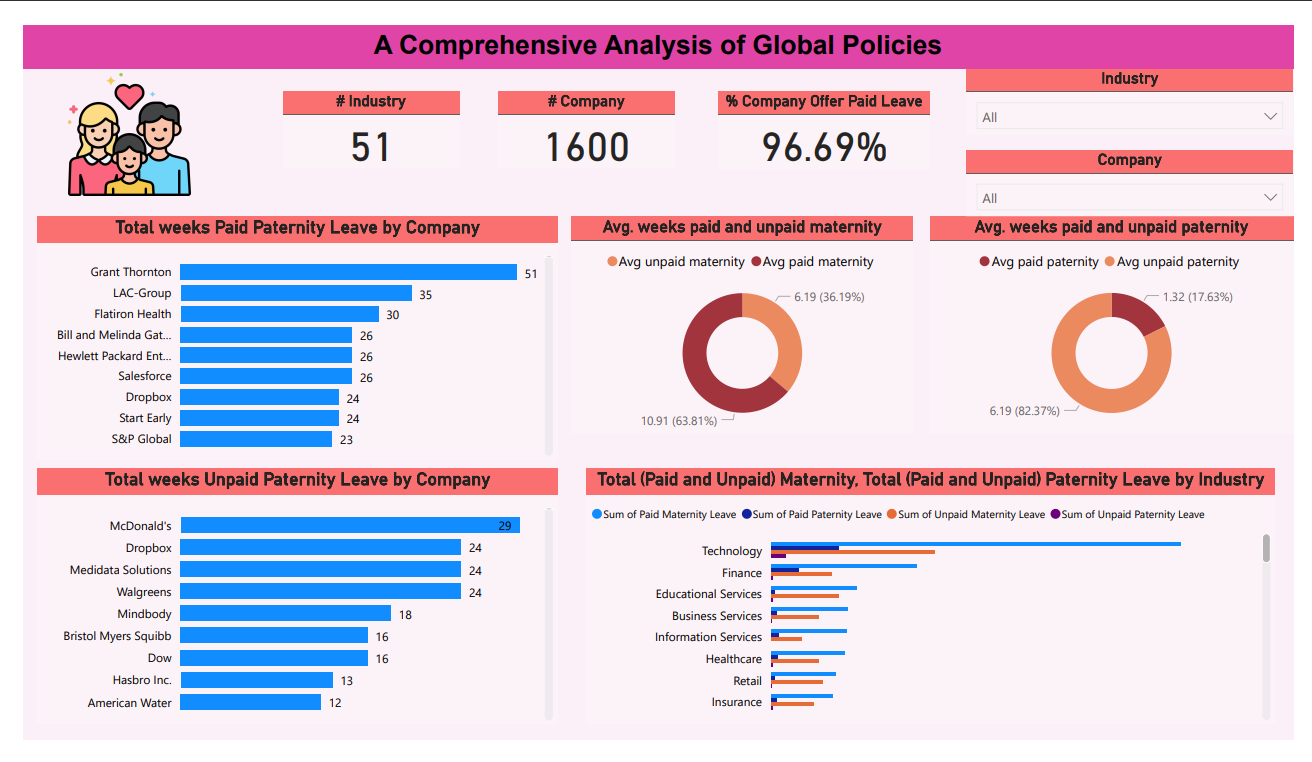 A Comprehensive Analysis of Global Policies
# Industry
51
# Company
1600
% Company Offer Paid Leave
96.69%
Industry
All
Company
All
Total weeks Paid Paternity Leave by Company
Grant Thornton 51
LAC-Group 35
Flatiron Health 30
Bill and Melinda Gat... 26
Hewlett Packard Ent... 26
Salesforce 26
Dropbox 24
Start Early 24
S&P Global 23
Avg. weeks paid and unpaid maternity
Avg unpaid maternity Avg paid maternity
6.19 (36.19%)
10.91 (63.81%)
Avg. weeks paid and unpaid paternity
Avg paid paternity Avg unpaid paternity
1.32 (17.63%)
6.19 (82.37%)
Total weeks Unpaid Paternity Leave by Company
McDonald's 29
Dropbox 24
Medidata Solutions 24
Walgreens 24
Mindbody 18
Bristol Myers Squibb 16
Dow 16
Hasbro Inc. 13
American Water 12
Total (Paid and Unpaid) Maternity, Total (Paid and Unpaid) Paternity Leave by Industry
Sum of Paid Maternity Leave Sum of Paid Paternity Leave Sum of Unpaid Maternity Leave Sum of Unpaid Paternity Leave
Technology
Finance
Educational Services
Business Services
Information Services
Healthcare
Retail
Insurance